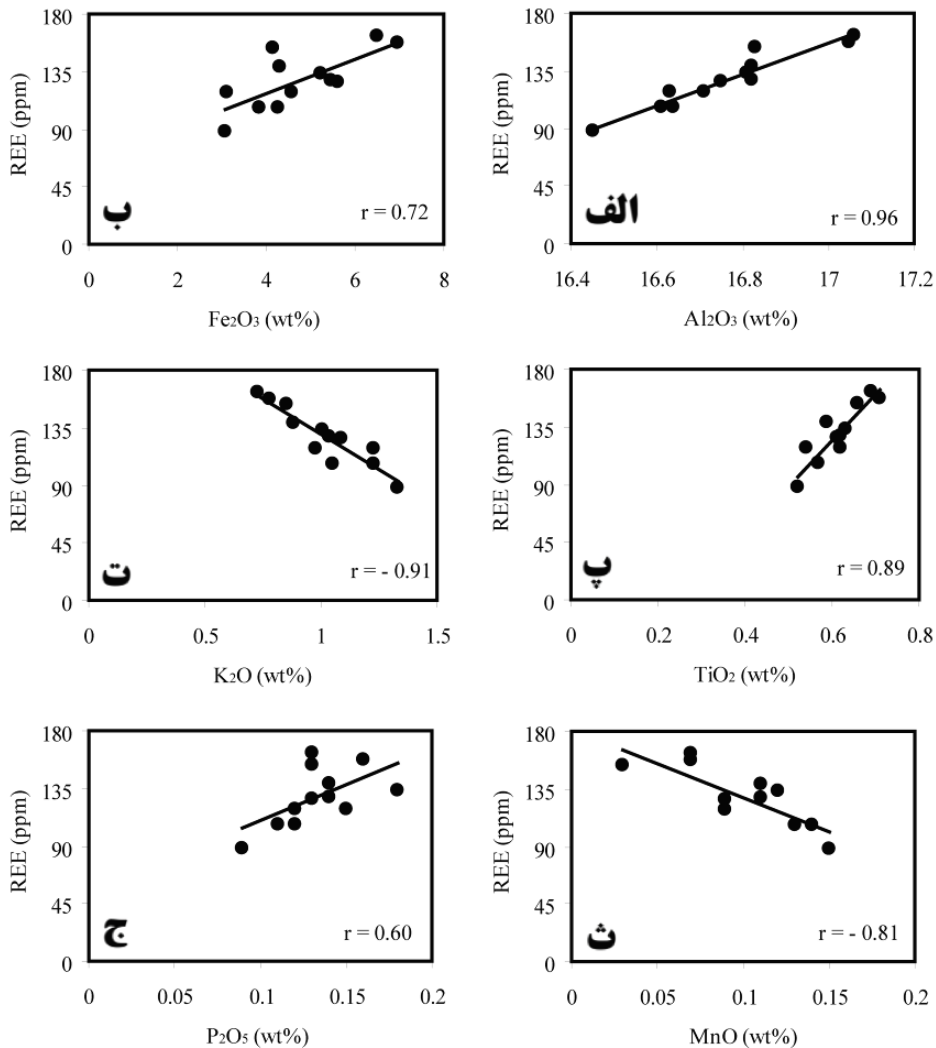 180
135
90
45
0
REE (ppm)
ب
r = 0.72
0 2 4 6 8
Fe₂O₃ (wt%)
180
135
90
45
0
REE (ppm)
الف
r = 0.96
16.4 16.6 16.8 17 17.2
Al₂O₃ (wt%)
180
135
90
45
0
REE (ppm)
ت
r = - 0.91
0 0.5 1 1.5
K₂O (wt%)
180
135
90
45
0
REE (ppm)
پ
r = 0.89
0 0.2 0.4 0.6 0.8
TiO₂ (wt%)
180
135
90
45
0
REE (ppm)
ج
r = 0.60
0 0.05 0.1 0.15 0.2
P₂O₅ (wt%)
180
135
90
45
0
REE (ppm)
ث
r = - 0.81
0 0.05 0.1 0.15 0.2
MnO (wt%)